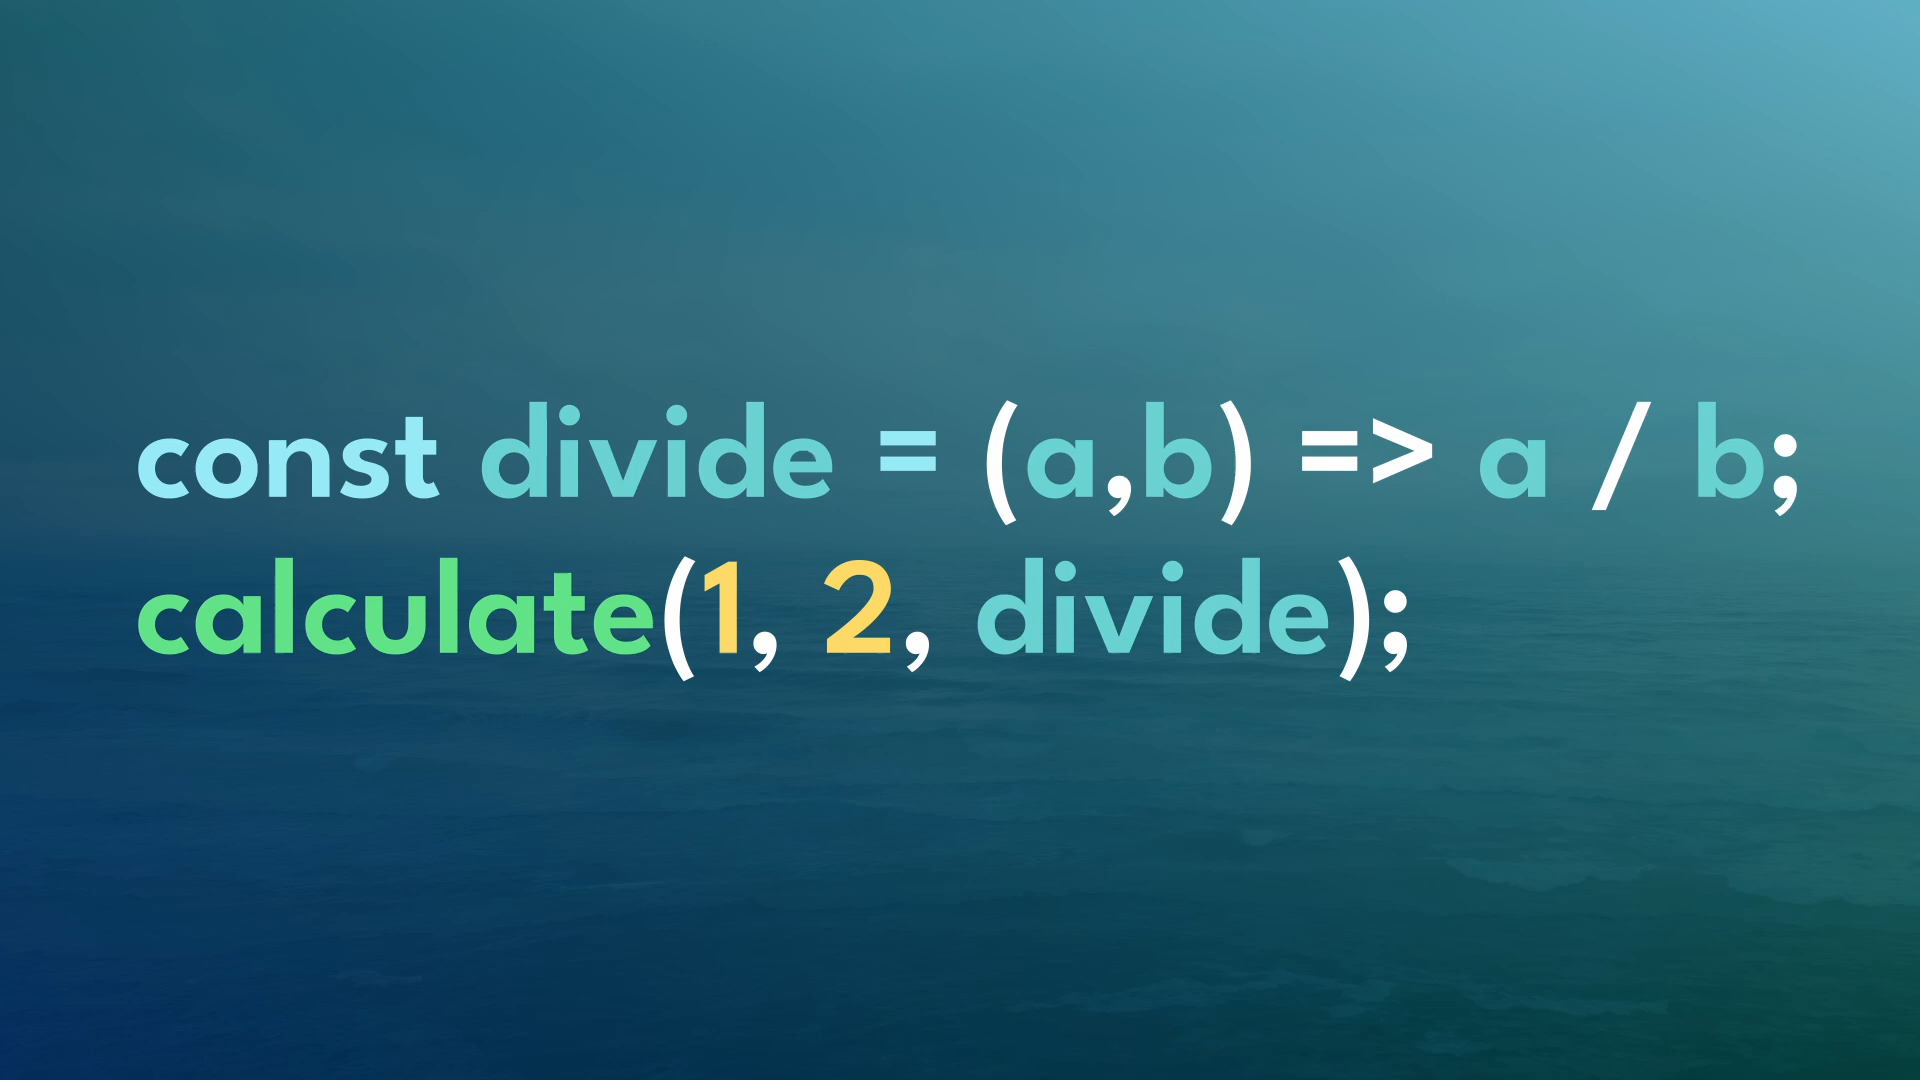 const divide = (a,b) => a / b;
calculate(1, 2, divide);